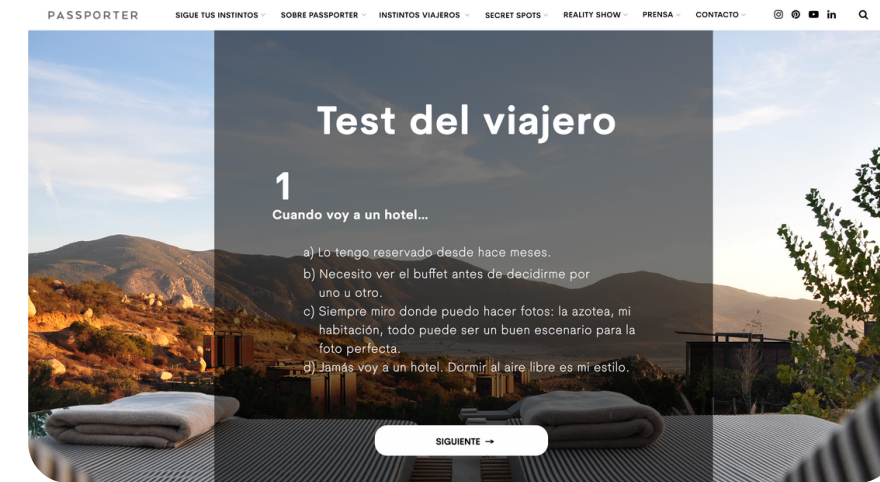 PASSPORTER
SIGUE TUS INSTINTOS
SOBRE PASSPORTER
INSTINTOS VIAJEROS
SECRET SPOTS
REALITY SHOW
PRENSA
CONTACTO
Test del viajero
1
Cuando voy a un hotel...
a) Lo tengo reservado desde hace meses.
b) Necesito ver el buffet antes de decidirme por
uno u otro.
c) Siempre miro donde puedo hacer fotos: la azotea, mi
habitación, todo puede ser un buen escenario para la
foto perfecta.
d) Jamás voy a un hotel. Dormir al aire libre es mi estilo.
SIGUIENTE →